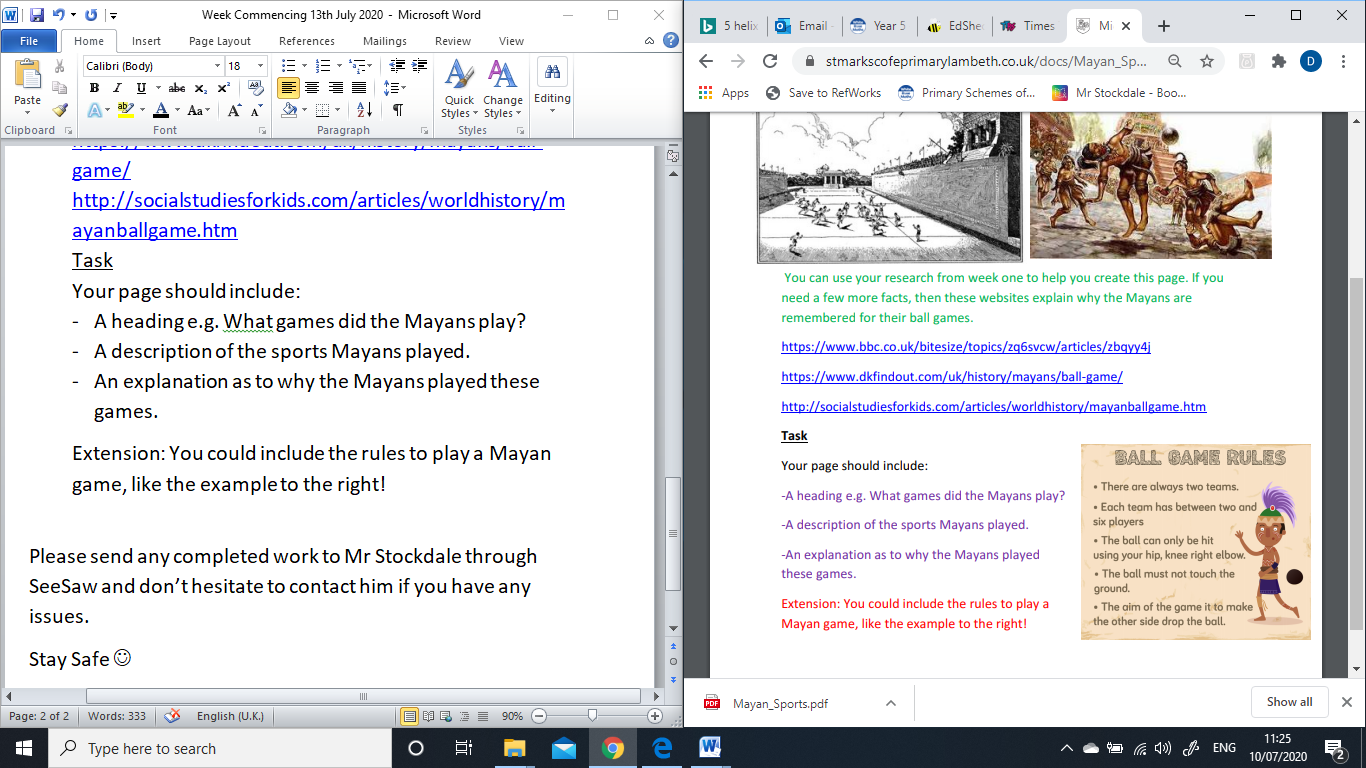 Week Commencing 13th July 2020 - Microsoft Word
File Home Insert Page Layout References Mailings Review View
Calibri (Body) 18
Paste
Quick Styles
Change Styles
Editing
Clipboard Font Paragraph Styles
https://www.dkfindout.com/uk/history/mayans/ball-
game/
http://socialstudiesforkids.com/articles/worldhistory/m
ayanballgame.htm
Task
Your page should include:
- A heading e.g. What games did the Mayans play?
- A description of the sports Mayans played.
- An explanation as to why the Mayans played these
games.
Extension: You could include the rules to play a Mayan
game, like the example to the right!
Please send any completed work to Mr Stockdale through
SeeSaw and don't hesitate to contact him if you have any
issues.
Stay Safe ☺
Page: 2 of 2 Words: 333 English (U.K.) 90%
5 helix Email - Year 5 EdShe Times Mi
stmarkscofeprimarylambeth.co.uk/docs/Mayan_Sp...
D
Apps Save to RefWorks Primary Schemes of... Mr Stockdale - Boo...
You can use your research from week one to help you create this page. If you
need a few more facts, then these websites explain why the Mayans are
remembered for their ball games.
https://www.bbc.co.uk/bitesize/topics/zq6svcw/articles/zbqyy4j
https://www.dkfindout.com/uk/history/mayans/ball-game/
http://socialstudiesforkids.com/articles/worldhistory/mayanballgame.htm
Task
Your page should include:
-A heading e.g. What games did the Mayans play?
-A description of the sports Mayans played.
-An explanation as to why the Mayans played
these games.
Extension: You could include the rules to play a
Mayan game, like the example to the right!
BALL GAME RULES
• There are always two teams.
• Each team has between two and
six players
• The ball can only be hit
using your hip, knee right elbow.
• The ball must not touch the
ground.
• The aim of the game it to make
the other side drop the ball.
PDF Mayan_Sports.pdf
Show all
Type here to search
ENG
11:25
10/07/2020
2